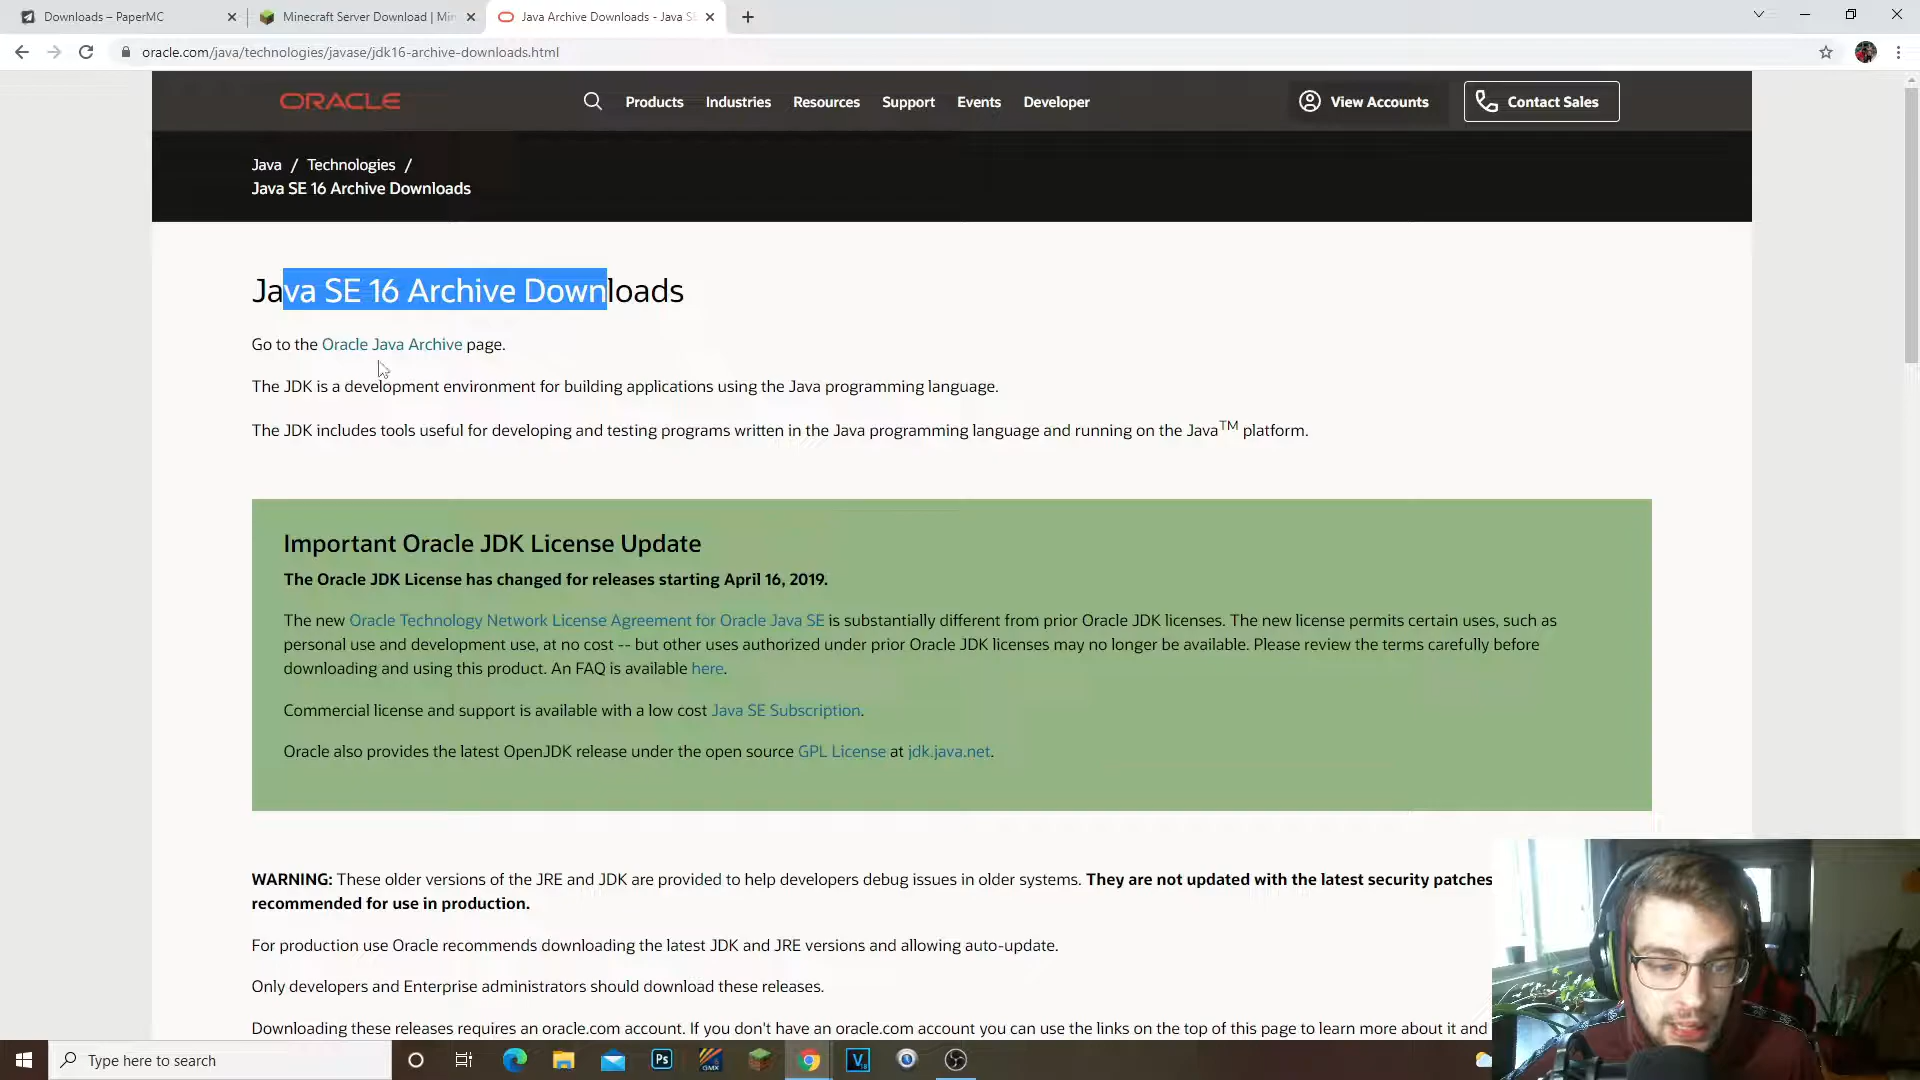 Downloads – PaperMC
Minecraft Server Download | Min
Java Archive Downloads - Java S
oracle.com/java/technologies/javase/jdk16-archive-downloads.html
ORACLE
Products
Industries
Resources
Support
Events
Developer
View Accounts
Contact Sales
Java / Technologies /
Java SE 16 Archive Downloads
Java SE 16 Archive Downloads
Go to the Oracle Java Archive page.
The JDK is a development environment for building applications using the Java programming language.
The JDK includes tools useful for developing and testing programs written in the Java programming language and running on the Java™ platform.
Important Oracle JDK License Update
The Oracle JDK License has changed for releases starting April 16, 2019.
The new Oracle Technology Network License Agreement for Oracle Java SE is substantially different from prior Oracle JDK licenses. The new license permits certain uses, such as
personal use and development use, at no cost -- but other uses authorized under prior Oracle JDK licenses may no longer be available. Please review the terms carefully before
downloading and using this product. An FAQ is available here.
Commercial license and support is available with a low cost Java SE Subscription.
Oracle also provides the latest OpenJDK release under the open source GPL License at jdk.java.net.
WARNING: These older versions of the JRE and JDK are provided to help developers debug issues in older systems. They are not updated with the latest security patches
recommended for use in production.
For production use Oracle recommends downloading the latest JDK and JRE versions and allowing auto-update.
Only developers and Enterprise administrators should download these releases.
Downloading these releases requires an oracle.com account. If you don't have an oracle.com account you can use the links on the top of this page to learn more about it and
Type here to search
Ps
GMX
V